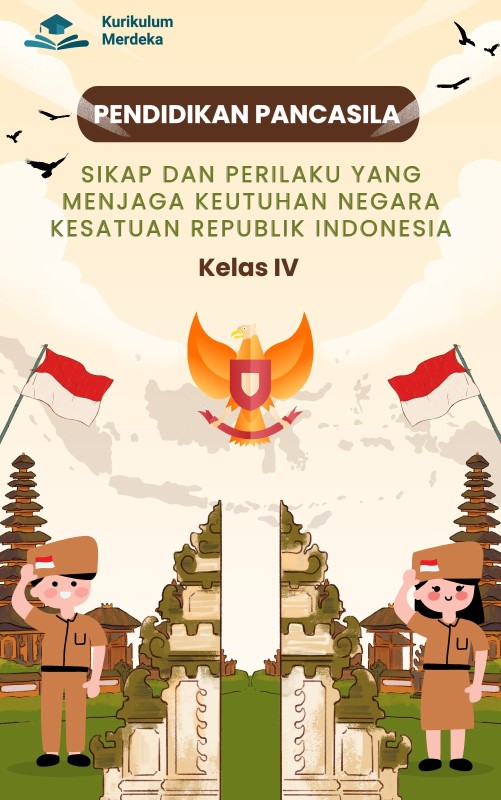 Kurikulum
Merdeka
PENDIDIKAN PANCASILA
SIKAP DAN PERILAKU YANG
MENJAGA KEUTUHAN NEGARA
KESATUAN REPUBLIK INDONESIA
Kelas IV